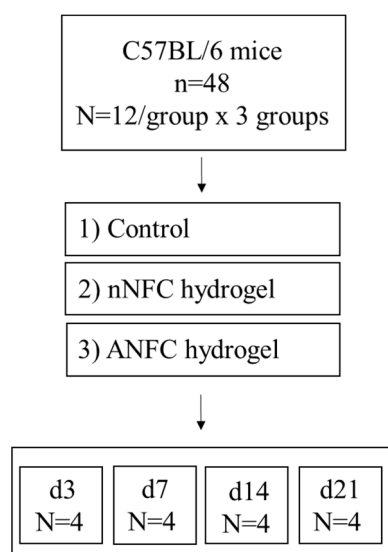 C57BL/6 mice
n=48
N=12/group x 3 groups
1) Control
2) nNFC hydrogel
3) ANFC hydrogel
d3 d7 d14 d21
N=4 N=4 N=4 N=4